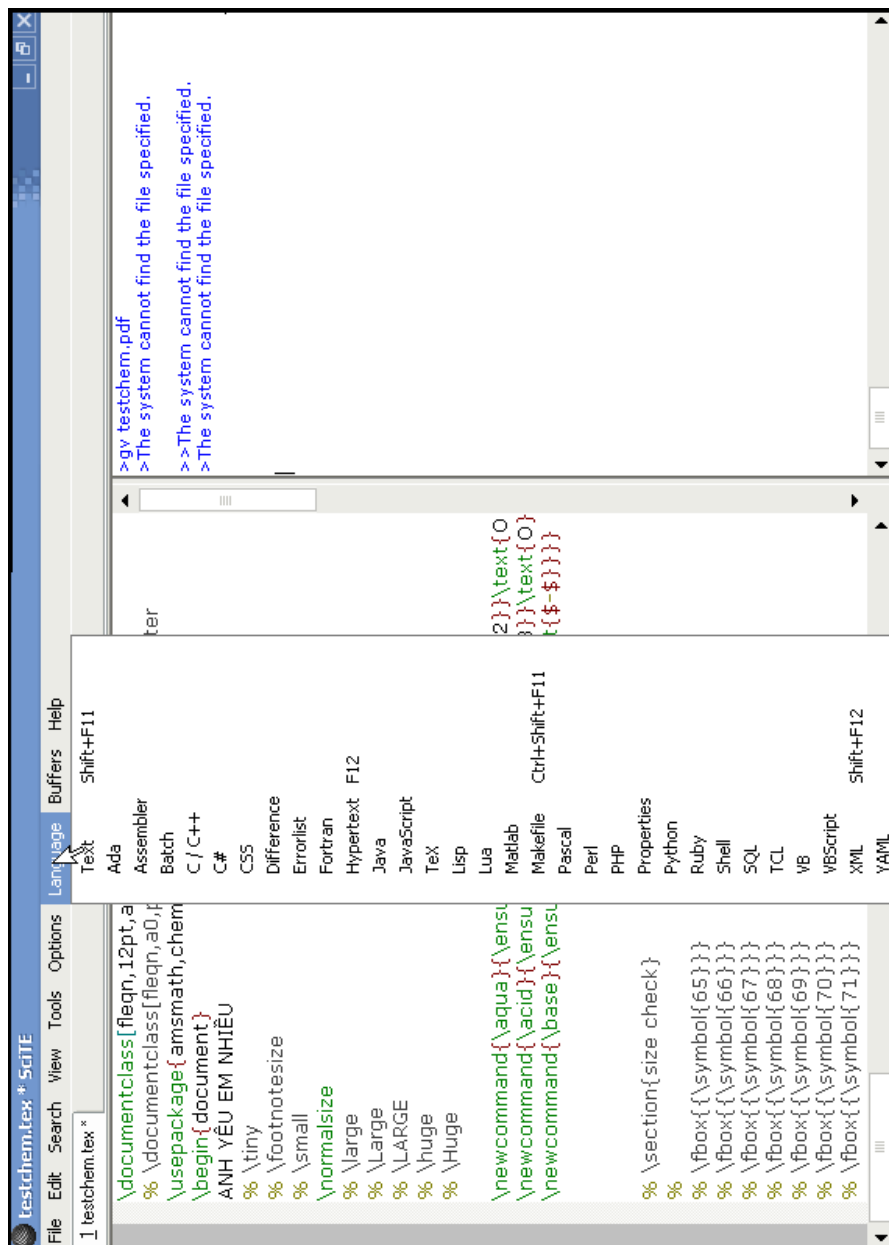 testchem.tex * SciTE
File Edit Search View Tools Options Language Buffers Help
1 testchem.tex *
\documentclass[fleqn,12pt,a
% \documentclass[fleqn,a0,p
ter
\usepackage{amsmath,chem
\begin{document}
ANH YÊU EM NHIỀU
% \tiny
% \footnotesize
% \small
\normalsize
% \large
% \Large
% \LARGE
% \huge
% \Huge
\newcommand{\aqua}{\ensu
2}}\text{O
\newcommand{\acid}{\ensu
3}}\text{O}
\newcommand{\base}{\ensu
t{$-$}}}}
% \section{size check}
%
% \fbox{{\symbol{65}}}
% \fbox{{\symbol{66}}}
% \fbox{{\symbol{67}}}
% \fbox{{\symbol{68}}}
% \fbox{{\symbol{69}}}
% \fbox{{\symbol{70}}}
% \fbox{{\symbol{71}}}
Text Shift+F11
Ada
Assembler
Batch
C / C++
C#
CSS
Difference
Errorlist
Fortran
Hypertext F12
Java
JavaScript
TeX
Lisp
Lua
Matlab
Makefile Ctrl+Shift+F11
Pascal
Perl
PHP
Properties
Python
Ruby
Shell
SQL
TCL
VB
VBScript
XML Shift+F12
YAML
>gv testchem.pdf
>The system cannot find the file specified.
>>The system cannot find the file specified.
>The system cannot find the file specified.